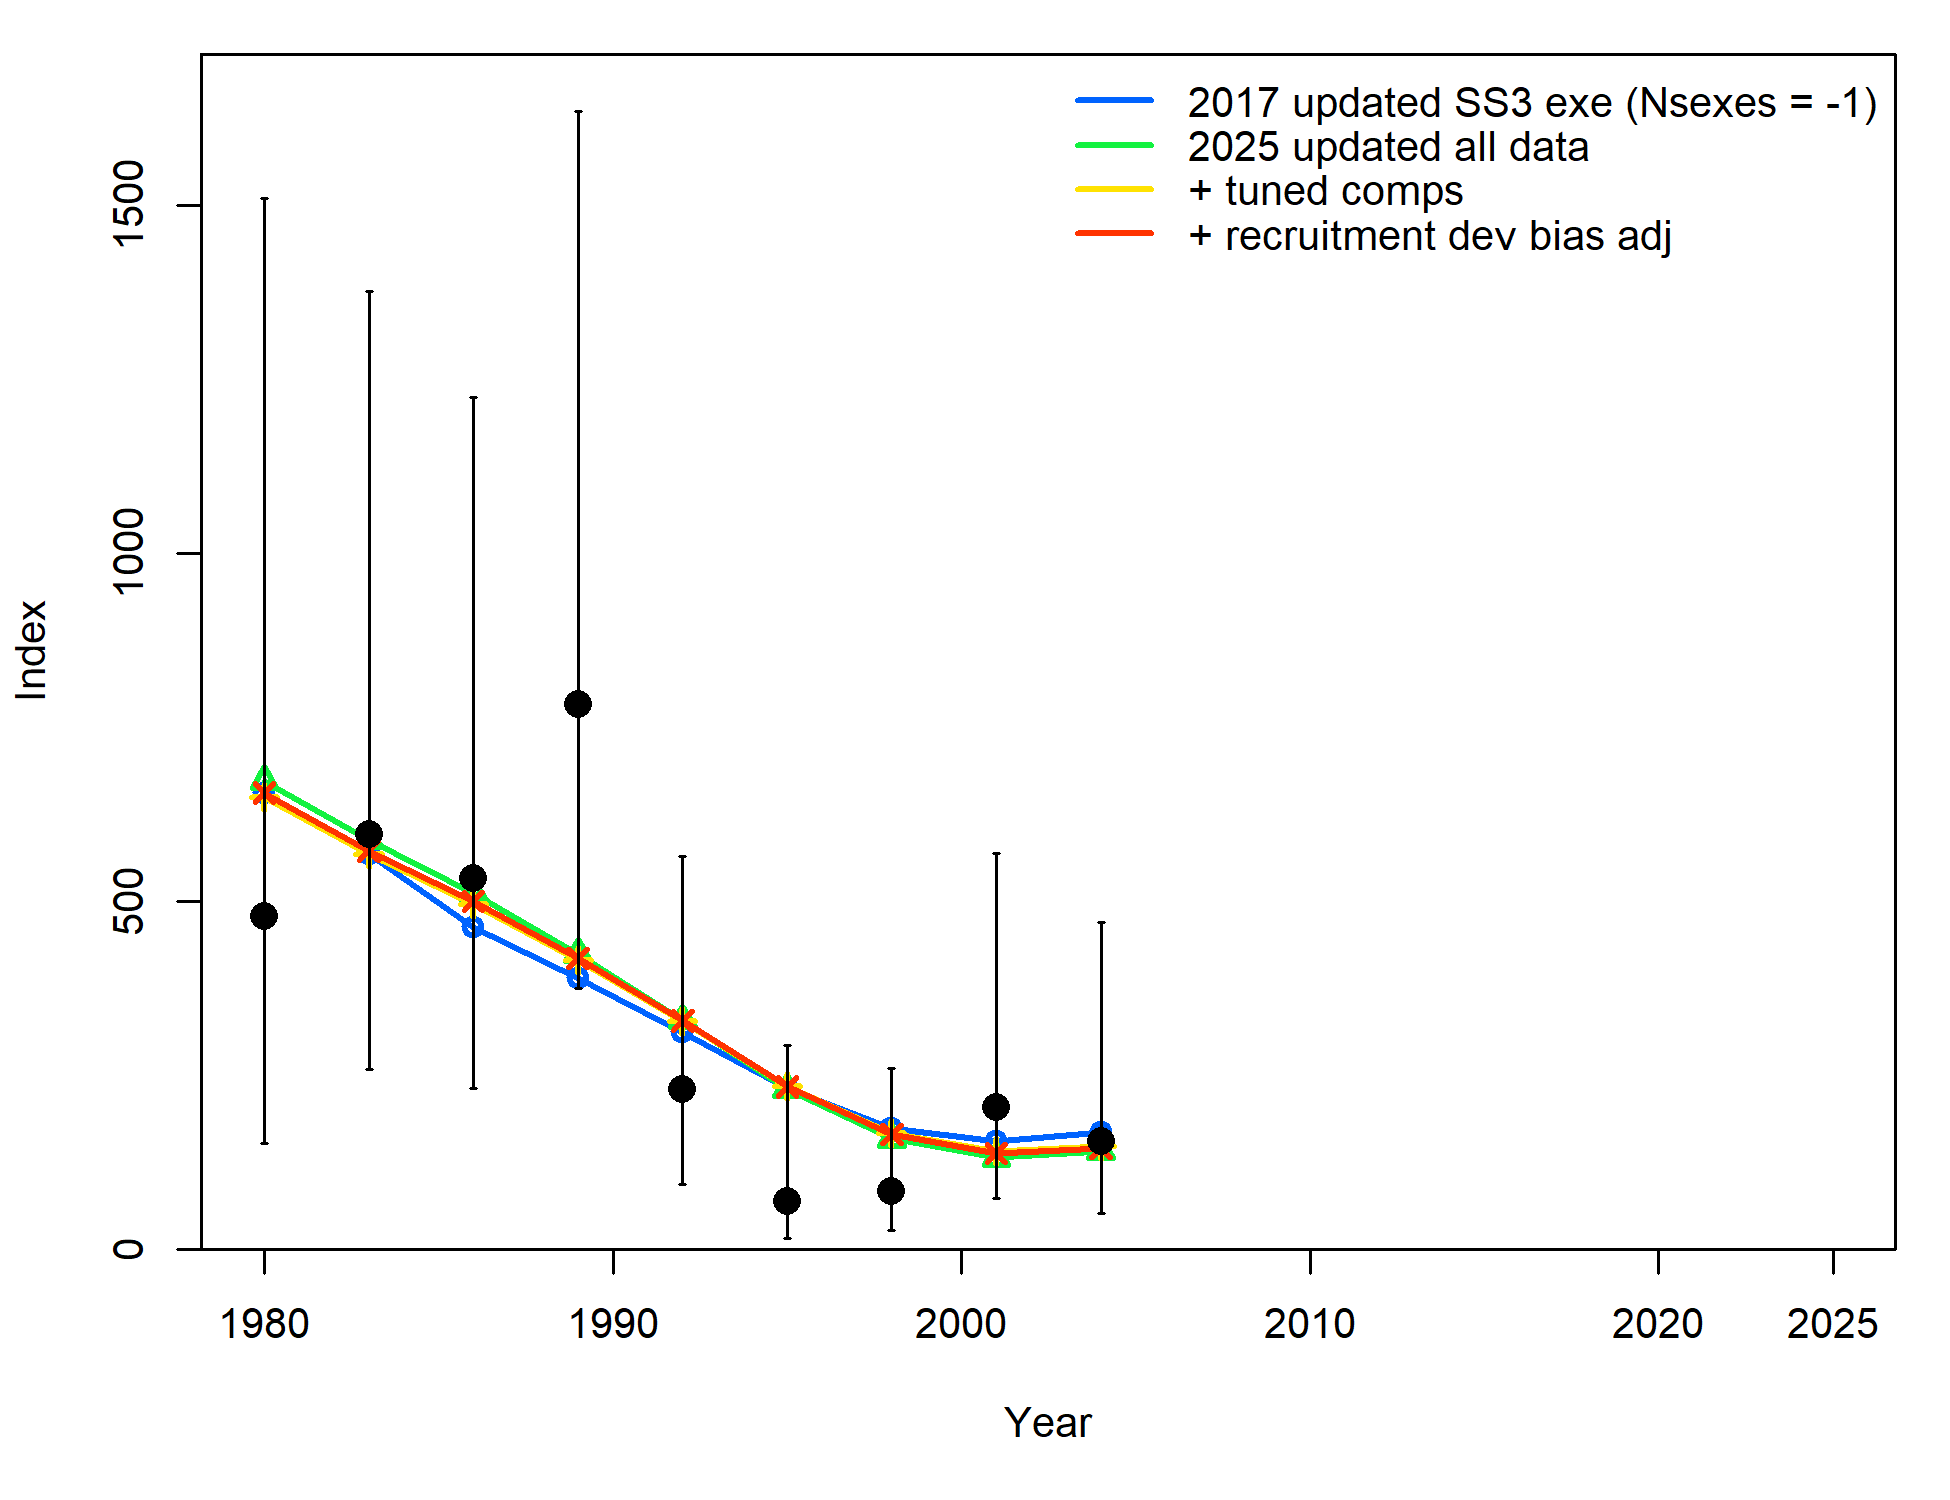 2017 updated SS3 exe (Nsexes = -1)
2025 updated all data
+ tuned comps
+ recruitment dev bias adj
1500
1000
500
0
Index
1980 1990 2000 2010 2020 2025
Year